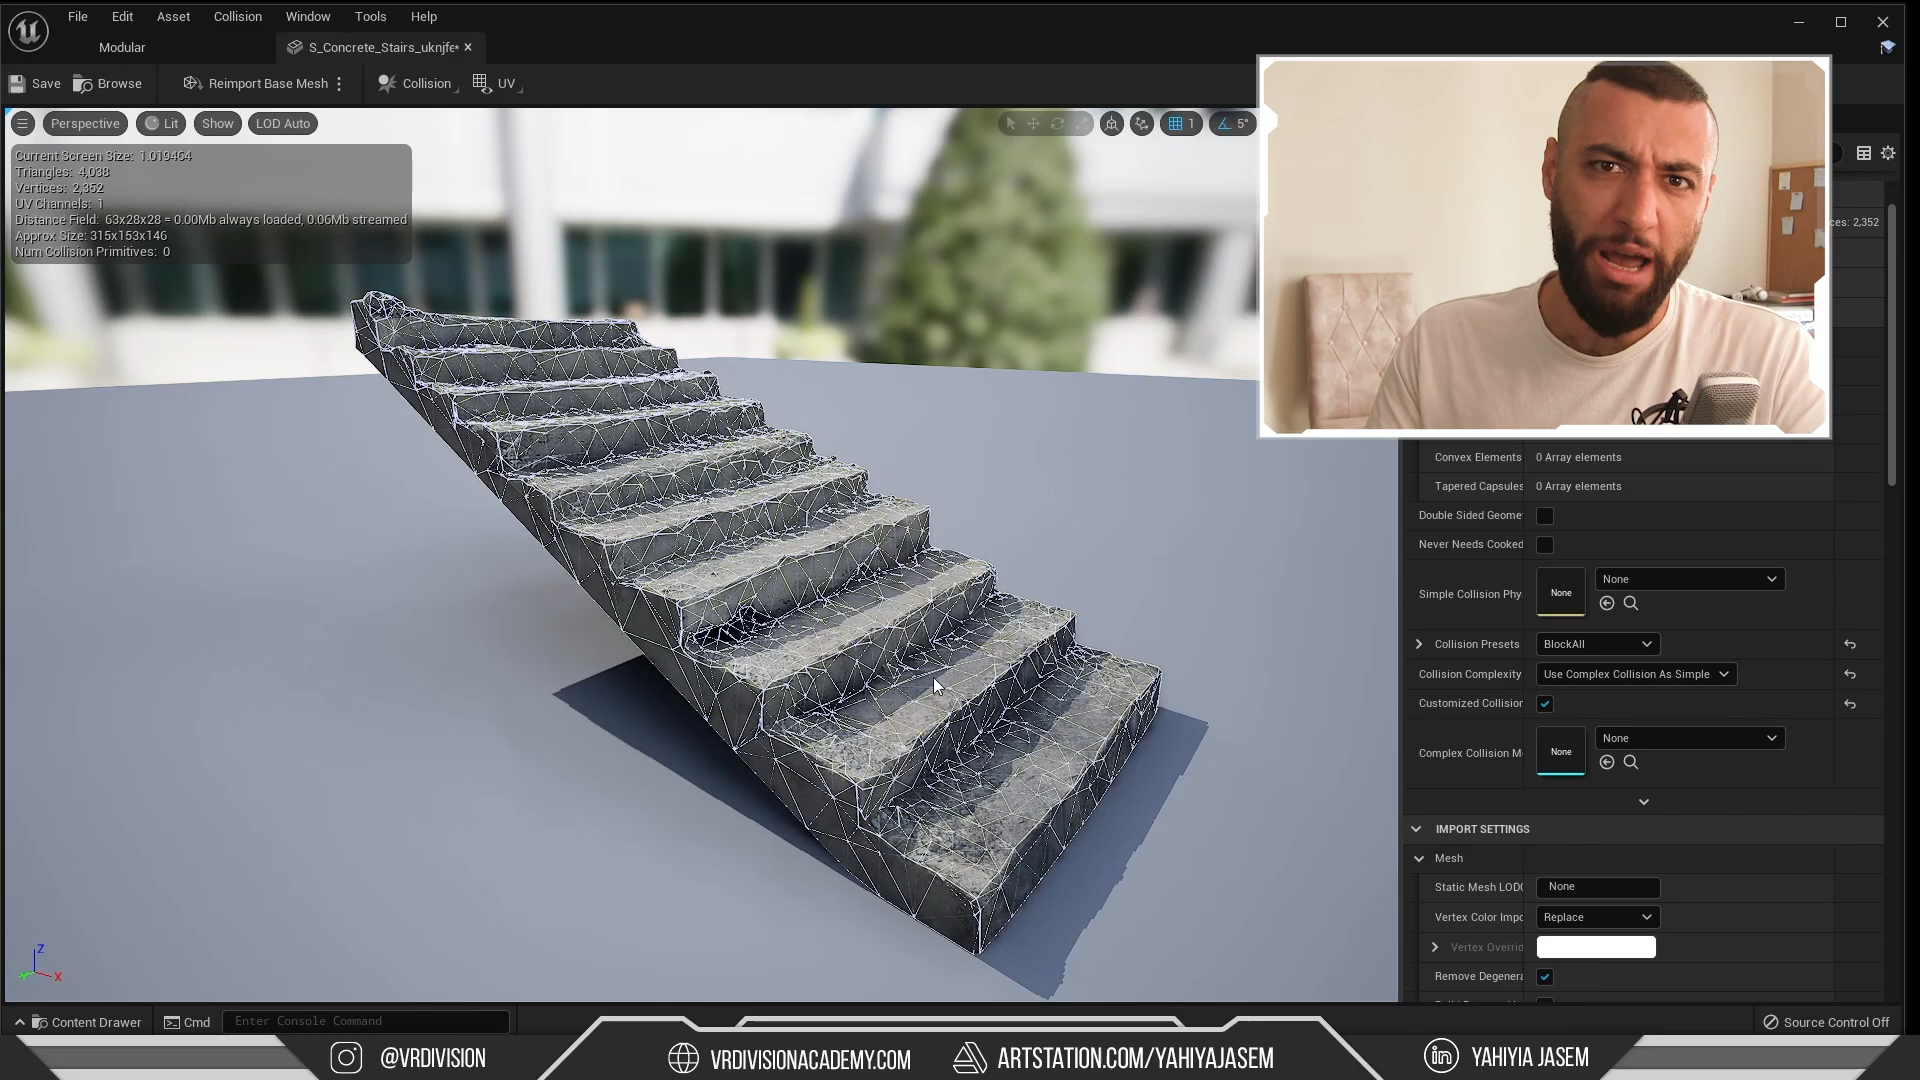 File Edit Asset Collision Window Tools Help
Modular
S_Concrete_Stairs_uknjfe*
Save Browse Reimport Base Mesh Collision UV
Perspective Lit Show LOD Auto 1 5°
Current Screen Size: 1.019464
Triangles: 4,038
Vertices: 2,352
UV Channels: 1
Distance Field: 63x28x28 = 0.00Mb always loaded, 0.06Mb streamed
Approx Size: 315x153x146
Num Collision Primitives: 0
ces: 2,352
Convex Elements 0 Array elements
Tapered Capsules 0 Array elements
Double Sided Geome
Never Needs Cooked
Simple Collision Phy None None
Collision Presets BlockAll
Collision Complexity Use Complex Collision As Simple
Customized Collision
Complex Collision M None None
IMPORT SETTINGS
Mesh
Static Mesh LOD None
Vertex Color Impo Replace
Vertex Overrid
Remove Degenera
Z
X
Content Drawer Cmd Enter Console Command Source Control Off
@VRDIVISION VRDIVISIONACADEMY.COM ARTSTATION.COM/YAHIYAJASEM YAHIYIA JASEM